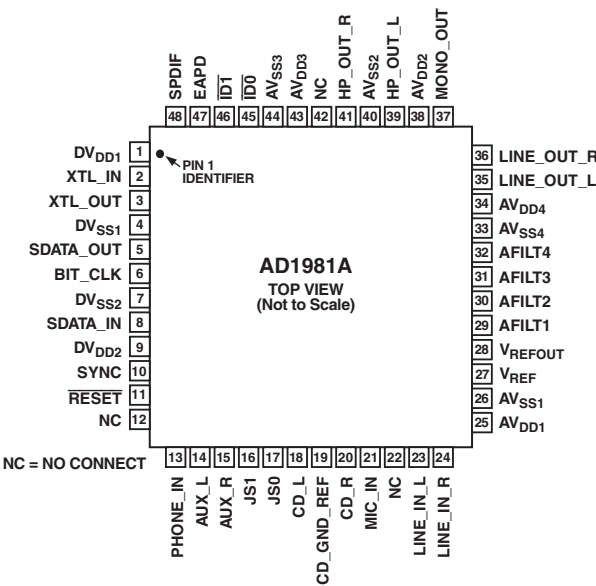 SPDIF
EAPD
ID1
ID0
AVSS3
AVDD3
NC
HP_OUT_R
AVSS2
HP_OUT_L
AVDD2
MONO_OUT
48 47 46 45 44 43 42 41 40 39 38 37
DVDD1 1
XTL_IN 2
XTL_OUT 3
DVSS1 4
SDATA_OUT 5
BIT_CLK 6
DVSS2 7
SDATA_IN 8
DVDD2 9
SYNC 10
RESET 11
NC 12
PIN 1
IDENTIFIER
AD1981A
TOP VIEW
(Not to Scale)
36 LINE_OUT_R
35 LINE_OUT_L
34 AVDD4
33 AVSS4
32 AFILT4
31 AFILT3
30 AFILT2
29 AFILT1
28 VREFOUT
27 VREF
26 AVSS1
25 AVDD1
NC = NO CONNECT
13 14 15 16 17 18 19 20 21 22 23 24
PHONE_IN
AUX_L
AUX_R
JS1
JS0
CD_L
CD_GND_REF
CD_R
MIC_IN
NC
LINE_IN_L
LINE_IN_R